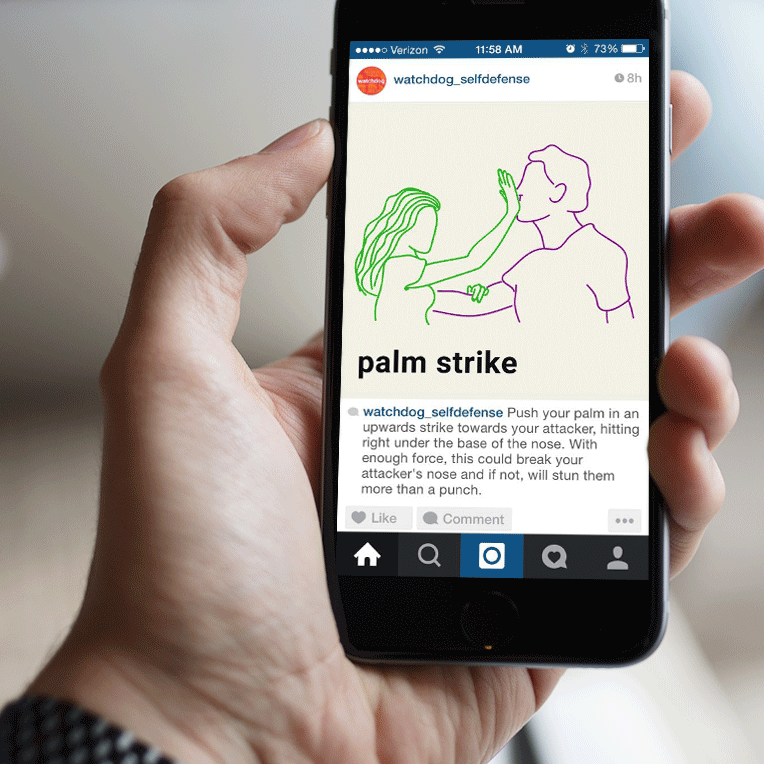 Verizon 11:58 AM 73%
watchdog
watchdog_selfdefense 8h
palm strike
watchdog_selfdefense Push your palm in an
upwards strike towards your attacker, hitting
right under the base of the nose. With
enough force, this could break your
attacker's nose and if not, will stun them
more than a punch.
Like Comment